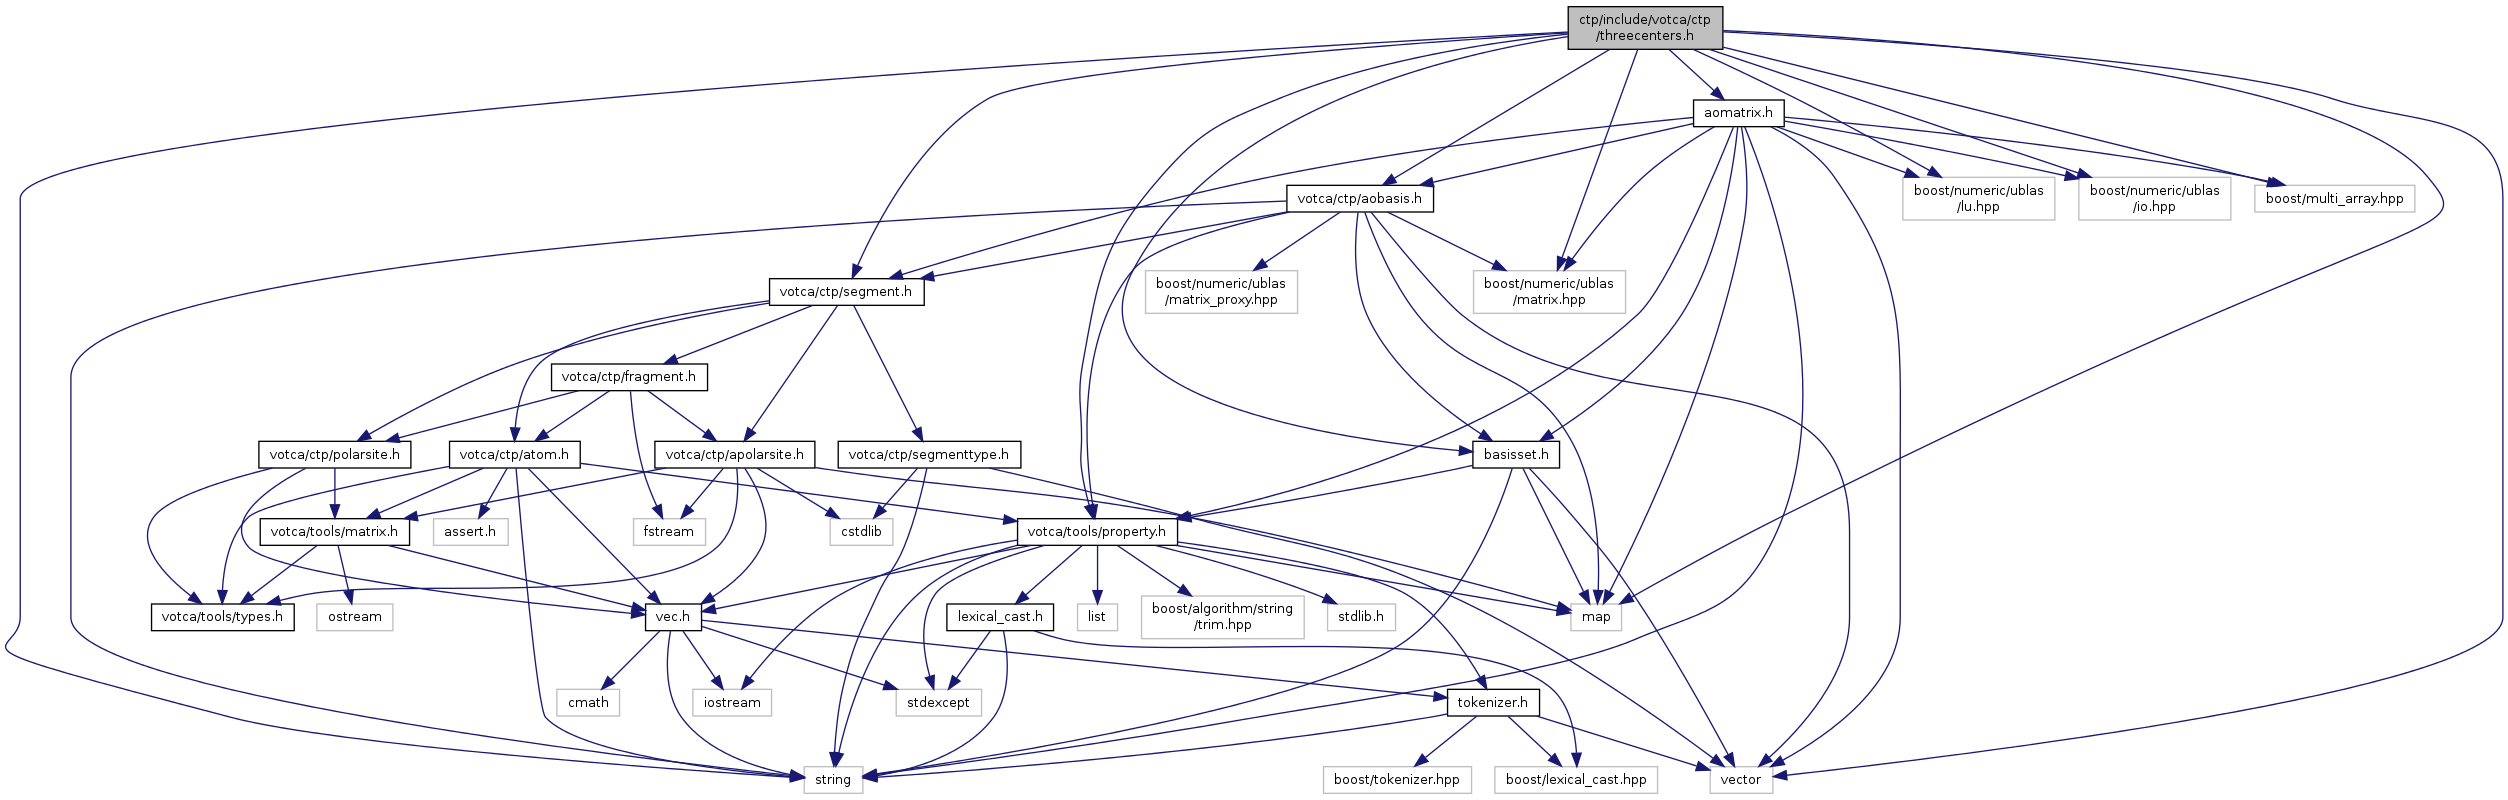 ctp/include/votca/ctp
/threecenters.h
aomatrix.h
votca/ctp/aobasis.h
boost/numeric/ublas
/lu.hpp
boost/numeric/ublas
/io.hpp
boost/multi_array.hpp
votca/ctp/segment.h
boost/numeric/ublas
/matrix_proxy.hpp
boost/numeric/ublas
/matrix.hpp
votca/ctp/fragment.h
votca/ctp/polarsite.h
votca/ctp/atom.h
votca/ctp/apolarsite.h
votca/ctp/segmenttype.h
basisset.h
votca/tools/matrix.h
assert.h
fstream
cstdlib
votca/tools/property.h
votca/tools/types.h
ostream
vec.h
lexical_cast.h
list
boost/algorithm/string
/trim.hpp
stdlib.h
map
cmath
iostream
stdexcept
tokenizer.h
string
boost/tokenizer.hpp
boost/lexical_cast.hpp
vector